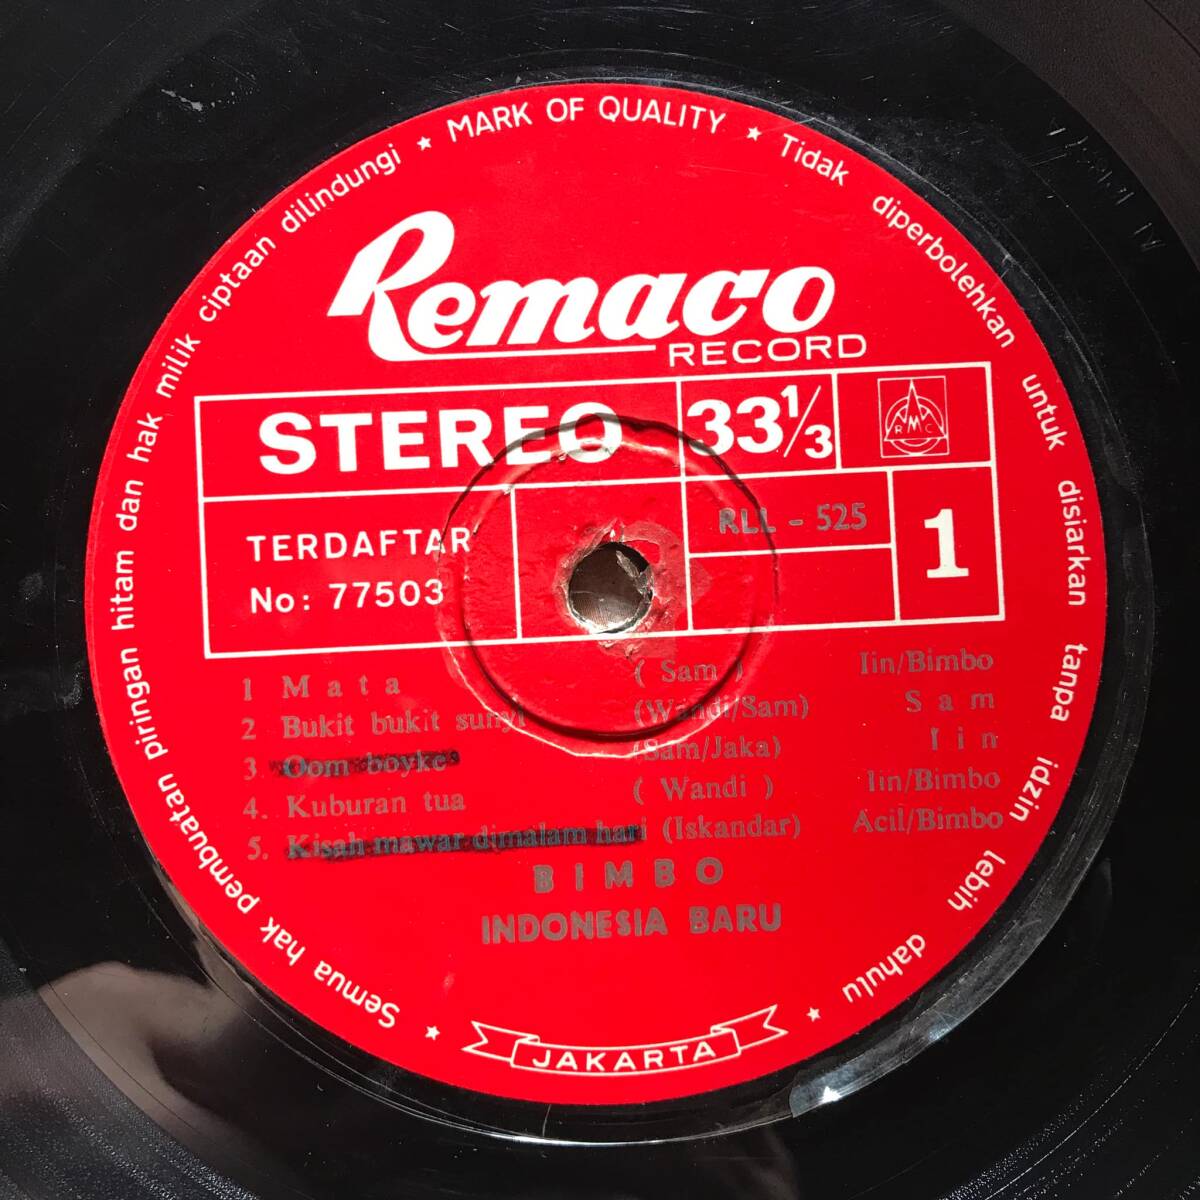 Semua hak pembuatan piringan hitam dan hak milik ciptaan dilindungi ★ MARK OF QUALITY ★ Tidak diperbolehkan untuk disiarkan tanpa idzin lebih dahulu ★
Remaco
RECORD
STEREO 33 1/3 RMC
TERDAFTAR RLL - 525 1
No: 77503
1 Mata ( Sam ) Iin/Bimbo
2 Bukit bukit sunyi (Wandi/Sam) Sam
3. Oom boyke (Sam/Jaka) Iin
4. Kuburan tua ( Wandi ) Iin/Bimbo
5. Kisah mawar dimalam hari (Iskandar) Acil/Bimbo
BIMBO
INDONESIA BARU
★ JAKARTA